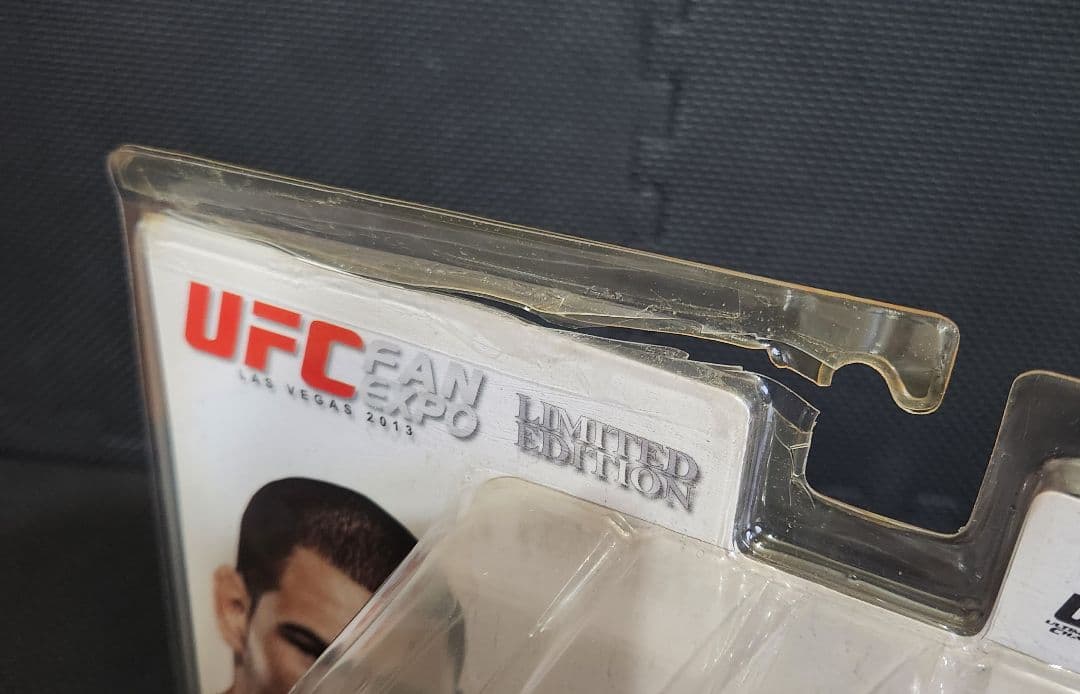 UFC FAN
EXPO
LAS VEGAS 2013
LIMITED
EDITION